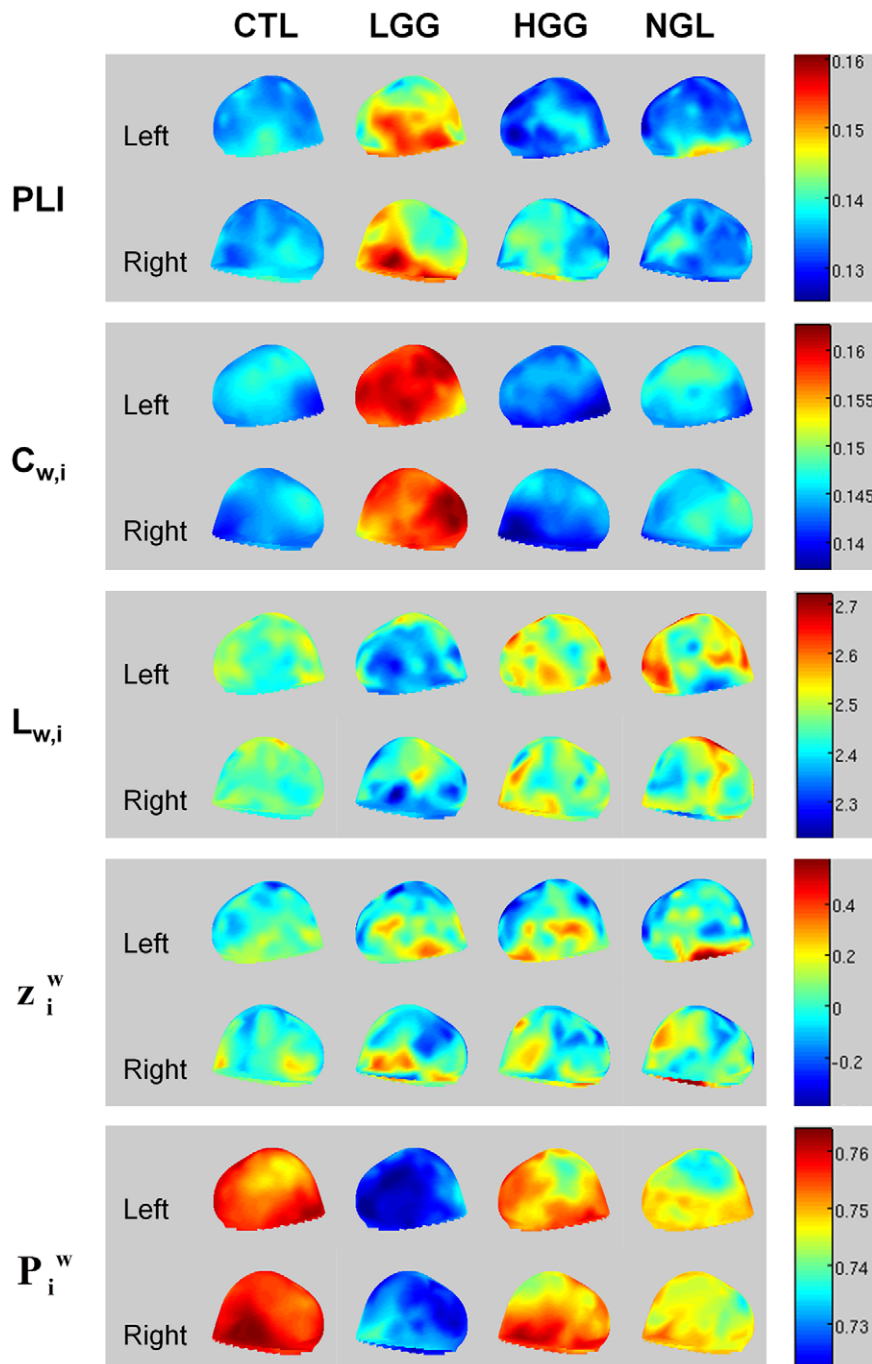 CTL LGG HGG NGL
PLI
Left
Right
0.16
0.15
0.14
0.13
C w,i
Left
Right
0.16
0.155
0.15
0.145
0.14
L w,i
Left
Right
2.7
2.6
2.5
2.4
2.3
z i w
Left
Right
0.4
0.2
0
-0.2
P i w
Left
Right
0.76
0.75
0.74
0.73